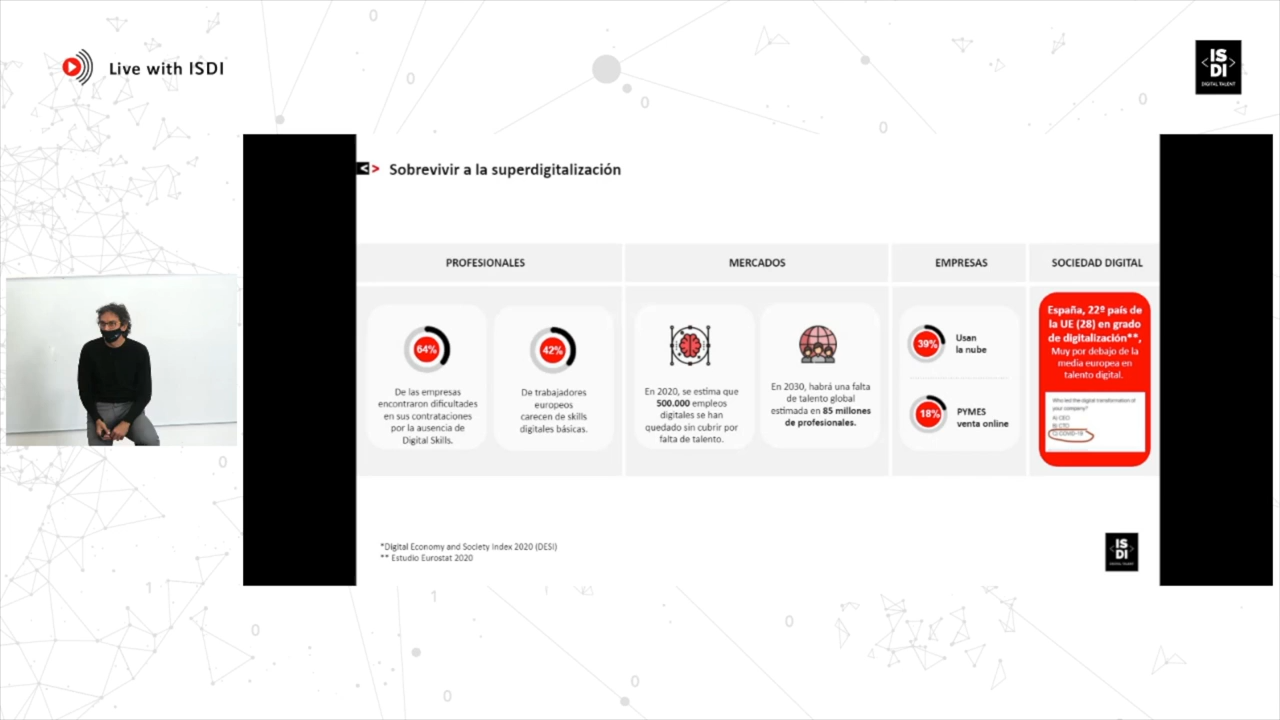 Live with ISDI
IS
DI
DIGITAL TALENT
< > Sobrevivir a la superdigitalización
PROFESIONALES
64%
De las empresas
encontraron dificultades
en sus contrataciones
por la ausencia de
Digital Skills.
42%
De trabajadores
europeos
carecen de skills
digitales básicas.
MERCADOS
En 2020, se estima que
500.000 empleos
digitales se han
quedado sin cubrir por
falta de talento.
En 2030, habrá una falta
de talento global
estimada en 85 millones
de profesionales.
EMPRESAS
39%
Usan
la nube
18%
PYMES
venta online
SOCIEDAD DIGITAL
España, 22º país de
la UE (28) en grado
de digitalización**,
Muy por debajo de la
media europea en
talento digital.
Who led the digital transformation of
your company?
A) CEO
B) CTO
C) COVID-19
*Digital Economy and Society Index 2020 (DESI)
** Estudio Eurostat 2020
IS
DI
DIGITAL TALENT